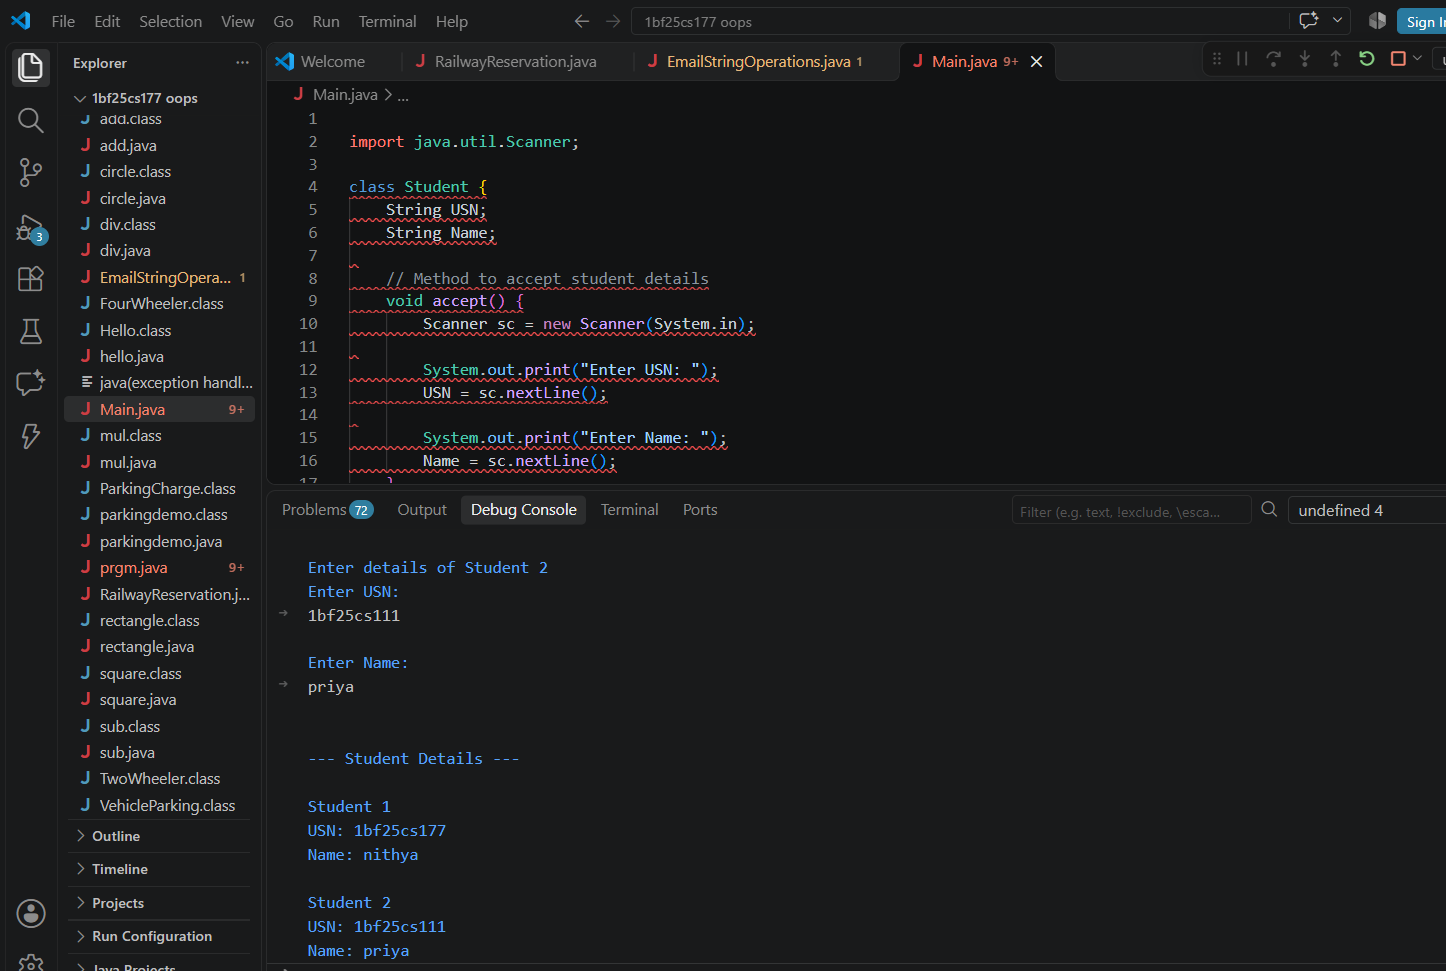 File Edit Selection View Go Run Terminal Help
1bf25cs177 oops
Sign In
Explorer
1bf25cs177 oops
add.class
add.java
circle.class
circle.java
div.class
div.java
EmailStringOpera... 1
FourWheeler.class
Hello.class
hello.java
java(exception handl...
Main.java 9+
mul.class
mul.java
ParkingCharge.class
parkingdemo.class
parkingdemo.java
prgm.java 9+
RailwayReservation.j...
rectangle.class
rectangle.java
square.class
square.java
sub.class
sub.java
TwoWheeler.class
VehicleParking.class
Outline
Timeline
Projects
Run Configuration
Java Projects
3
Welcome RailwayReservation.java EmailStringOperations.java 1 Main.java 9+
Main.java > ...
1
2 import java.util.Scanner;
3
4 class Student {
5 String USN;
6 String Name;
7
8 // Method to accept student details
9 void accept() {
10 Scanner sc = new Scanner(System.in);
11
12 System.out.print("Enter USN: ");
13 USN = sc.nextLine();
14
15 System.out.print("Enter Name: ");
16 Name = sc.nextLine();
17 }
Problems 72 Output Debug Console Terminal Ports
Filter (e.g. text, !exclude, \esca...
undefined 4
Enter details of Student 2
Enter USN:
1bf25cs111
Enter Name:
priya
--- Student Details ---
Student 1
USN: 1bf25cs177
Name: nithya
Student 2
USN: 1bf25cs111
Name: priya